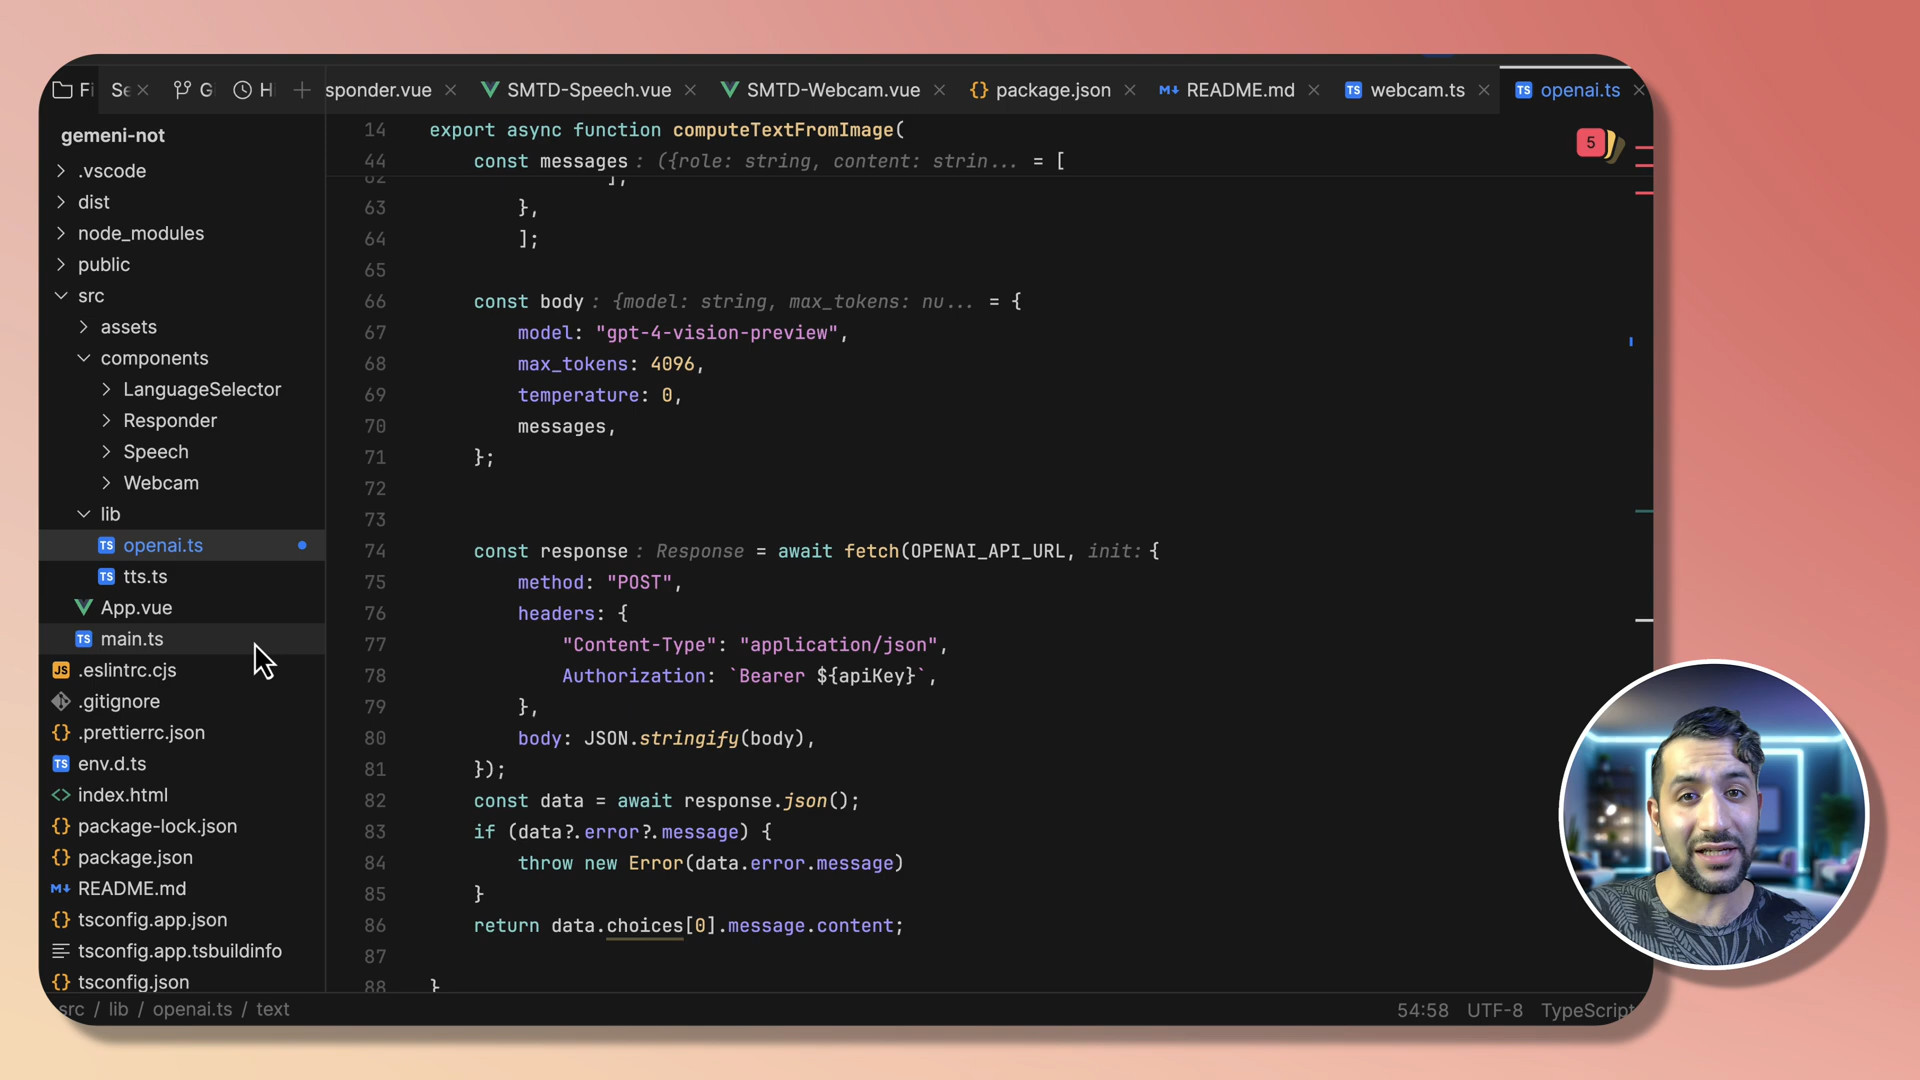 Fi
Se
G
Hi
sponder.vue
SMTD-Speech.vue
SMTD-Webcam.vue
package.json
README.md
webcam.ts
openai.ts
gemeni-not
.vscode
dist
node_modules
public
src
assets
components
LanguageSelector
Responder
Speech
Webcam
lib
TS openai.ts
TS tts.ts
App.vue
TS main.ts
JS .eslintrc.cjs
.gitignore
{} .prettierrc.json
TS env.d.ts
<> index.html
{} package-lock.json
{} package.json
M↓ README.md
{} tsconfig.app.json
tsconfig.app.tsbuildinfo
{} tsconfig.json
14 export async function computeTextFromImage(
44 const messages : ({role: string, content: strin... = [
62 ],
63 },
64 ];
65
66 const body : {model: string, max_tokens: nu... = {
67 model: "gpt-4-vision-preview",
68 max_tokens: 4096,
69 temperature: 0,
70 messages,
71 };
72
73
74 const response : Response = await fetch(OPENAI_API_URL, init: {
75 method: "POST",
76 headers: {
77 "Content-Type": "application/json",
78 Authorization: `Bearer ${apiKey}`,
79 },
80 body: JSON.stringify(body),
81 });
82 const data = await response.json();
83 if (data?.error?.message) {
84 throw new Error(data.error.message)
85 }
86 return data.choices[0].message.content;
87
88 }
5
src / lib / openai.ts / text
54:58 UTF-8 TypeScript